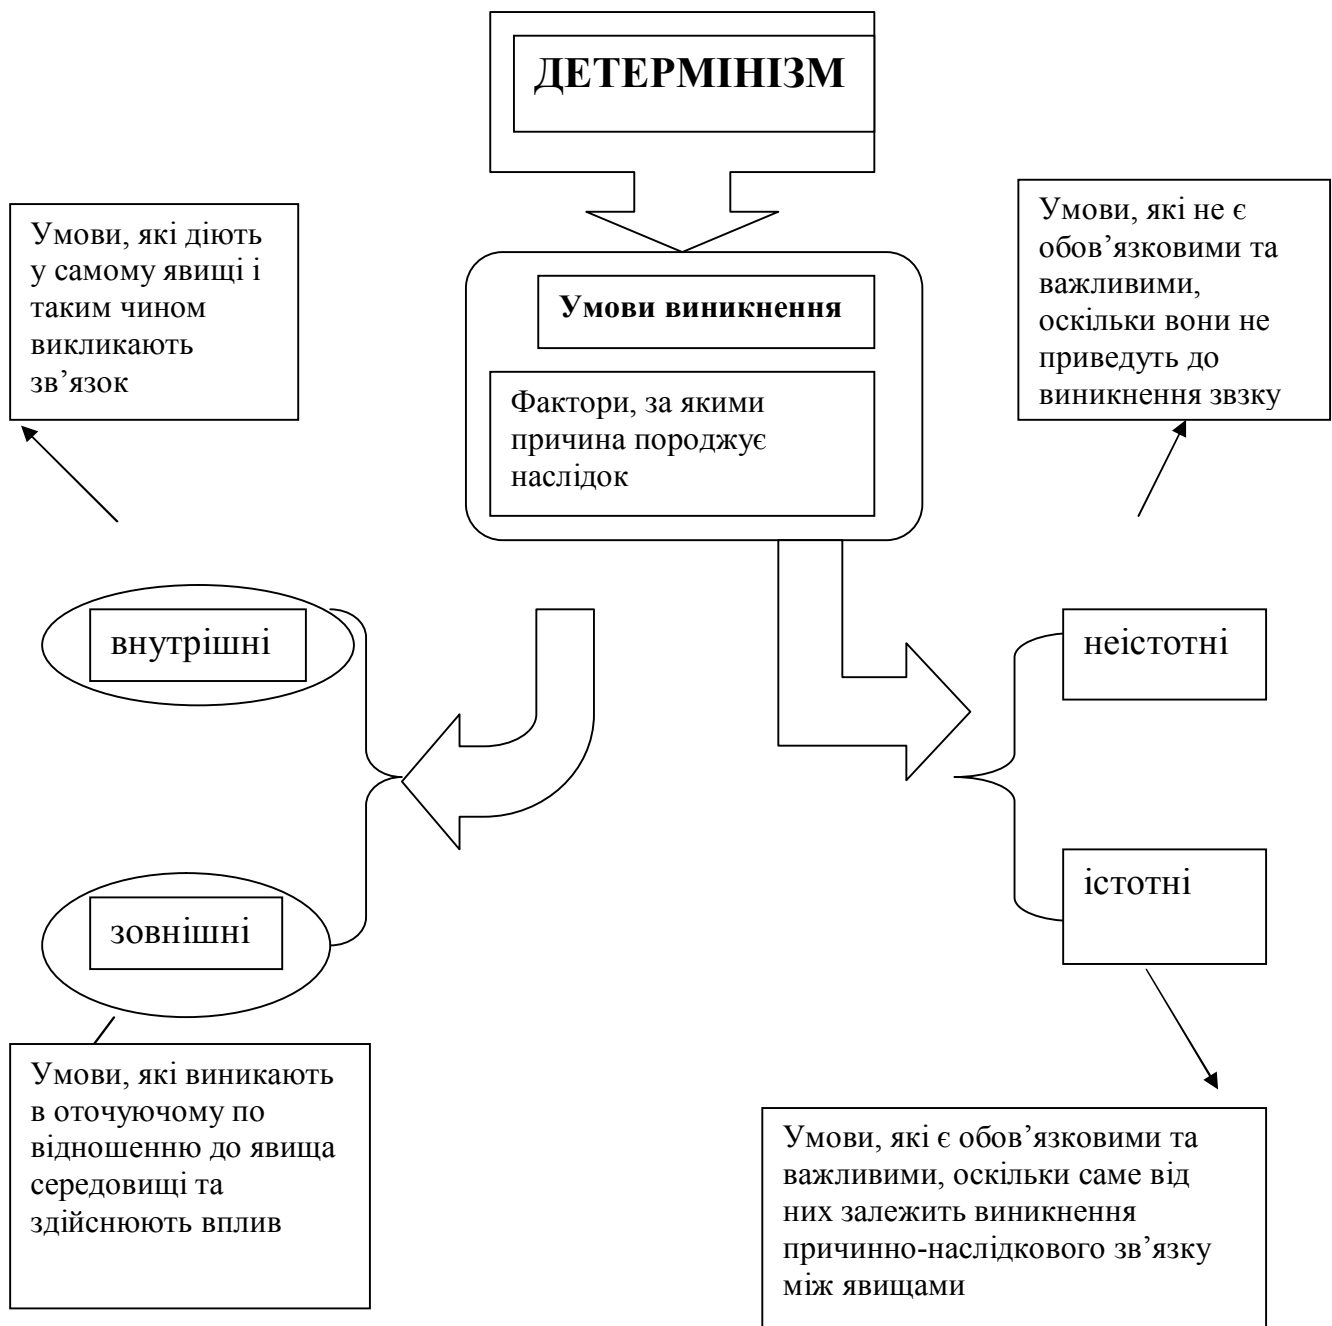 ДЕТЕРМІНІЗМ
Умови, які діють
у самому явищі і
таким чином
викликають
зв’язок
Умови виникнення
Фактори, за якими
причина породжує
наслідок
Умови, які не є
обов’язковими та
важливими,
оскільки вони не
приведуть до
виникнення звзку
внутрішні
неістотні
зовнішні
істотні
Умови, які виникають
в оточуючому по
відношенню до явища
середовищі та
здійснюють вплив
Умови, які є обов’язковими та
важливими, оскільки саме від
них залежить виникнення
причинно-наслідкового зв’язку
між явищами